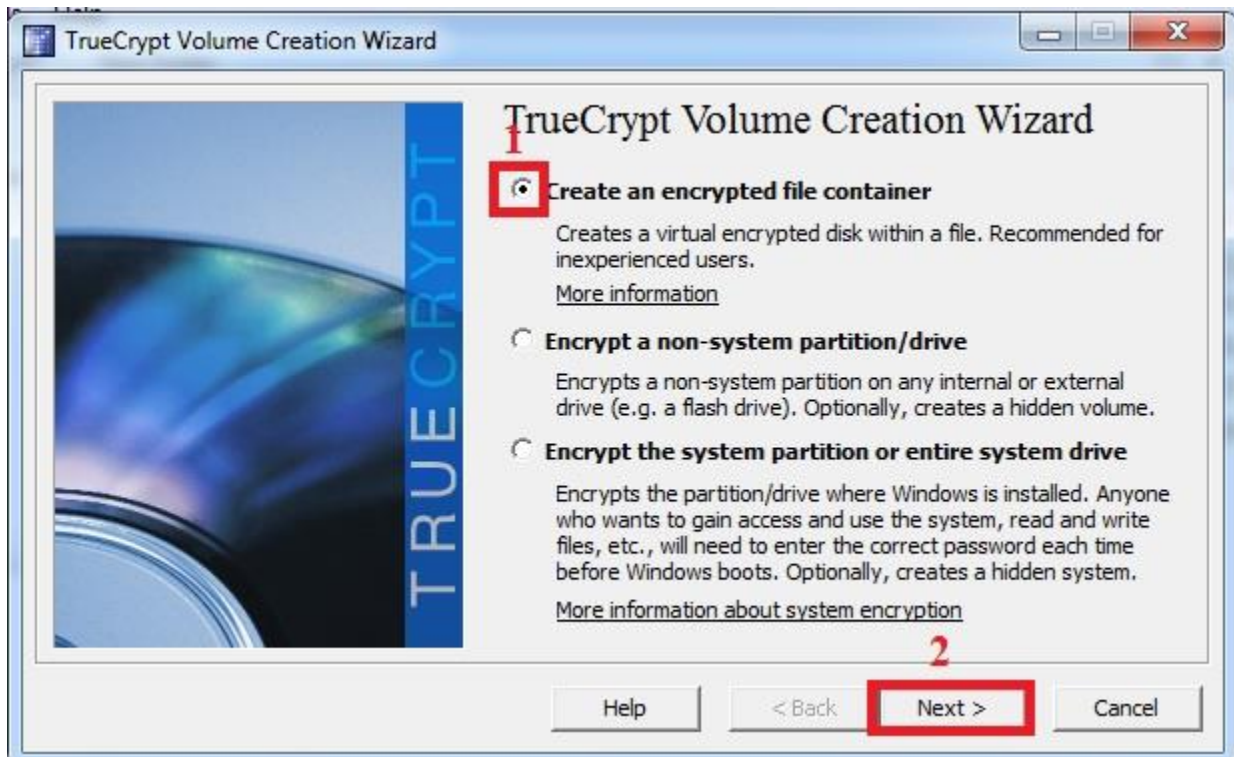 Help
TrueCrypt Volume Creation Wizard
TRUECRYPT
TrueCrypt Volume Creation Wizard
1
Create an encrypted file container
Creates a virtual encrypted disk within a file. Recommended for
inexperienced users.
More information
Encrypt a non-system partition/drive
Encrypts a non-system partition on any internal or external
drive (e.g. a flash drive). Optionally, creates a hidden volume.
Encrypt the system partition or entire system drive
Encrypts the partition/drive where Windows is installed. Anyone
who wants to gain access and use the system, read and write
files, etc., will need to enter the correct password each time
before Windows boots. Optionally, creates a hidden system.
More information about system encryption
2
Help
< Back
Next >
Cancel